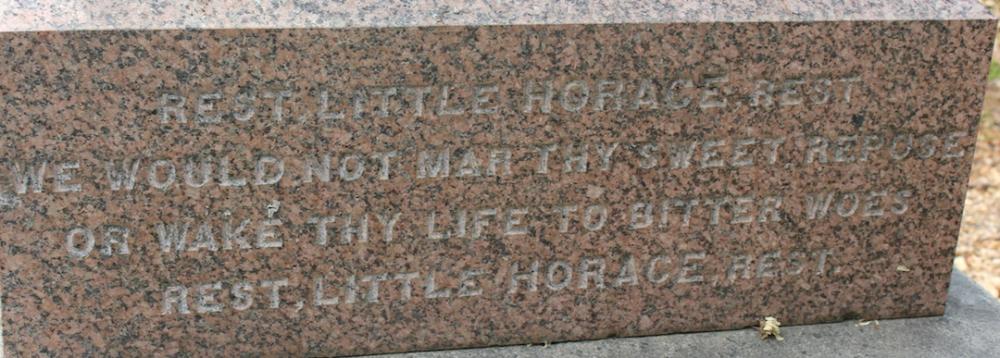 REST, LITTLE HORACE, REST
WE WOULD NOT MAR THY SWEET REPOSE
OR WAKE THY LIFE TO BITTER WOES
REST, LITTLE HORACE, REST.